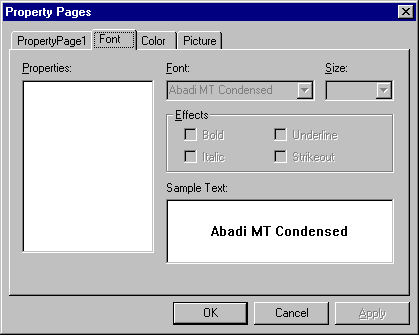 Property Pages
PropertyPage1 Font Color Picture
Properties: Font: Size:
Abadi MT Condensed
Effects
Bold Underline
Italic Strikeout
Sample Text:
Abadi MT Condensed
OK Cancel Apply